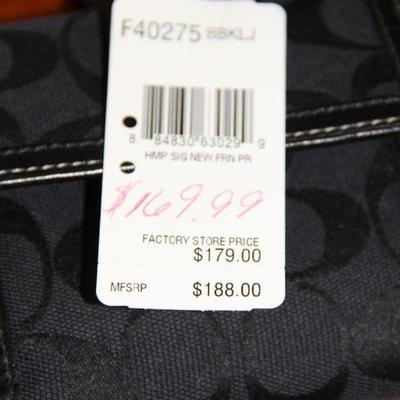 F40275 BBKLJ
8 84830 63029 9
HMP SIG NEW FRN PR
$169.99
FACTORY STORE PRICE
$179.00
MFSRP $188.00